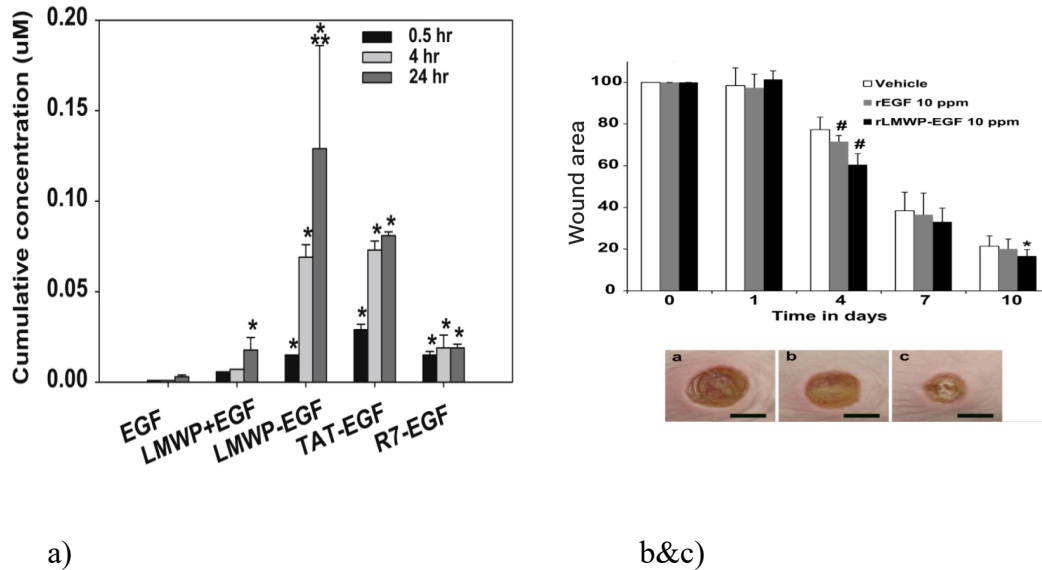 Cumulative concentration (uM)
0.20
0.15
0.10
0.05
0.00
0.5 hr
4 hr
24 hr
*
**
*
*
*
*
*
*
*
*
*
EGF
LMWP+EGF
LMWP-EGF
TAT-EGF
R7-EGF
a)
Wound area
100
80
60
40
20
0
Vehicle
rEGF 10 ppm
rLMWP-EGF 10 ppm
#
#
*
0 1 4 7 10
Time in days
a b c
b&c)